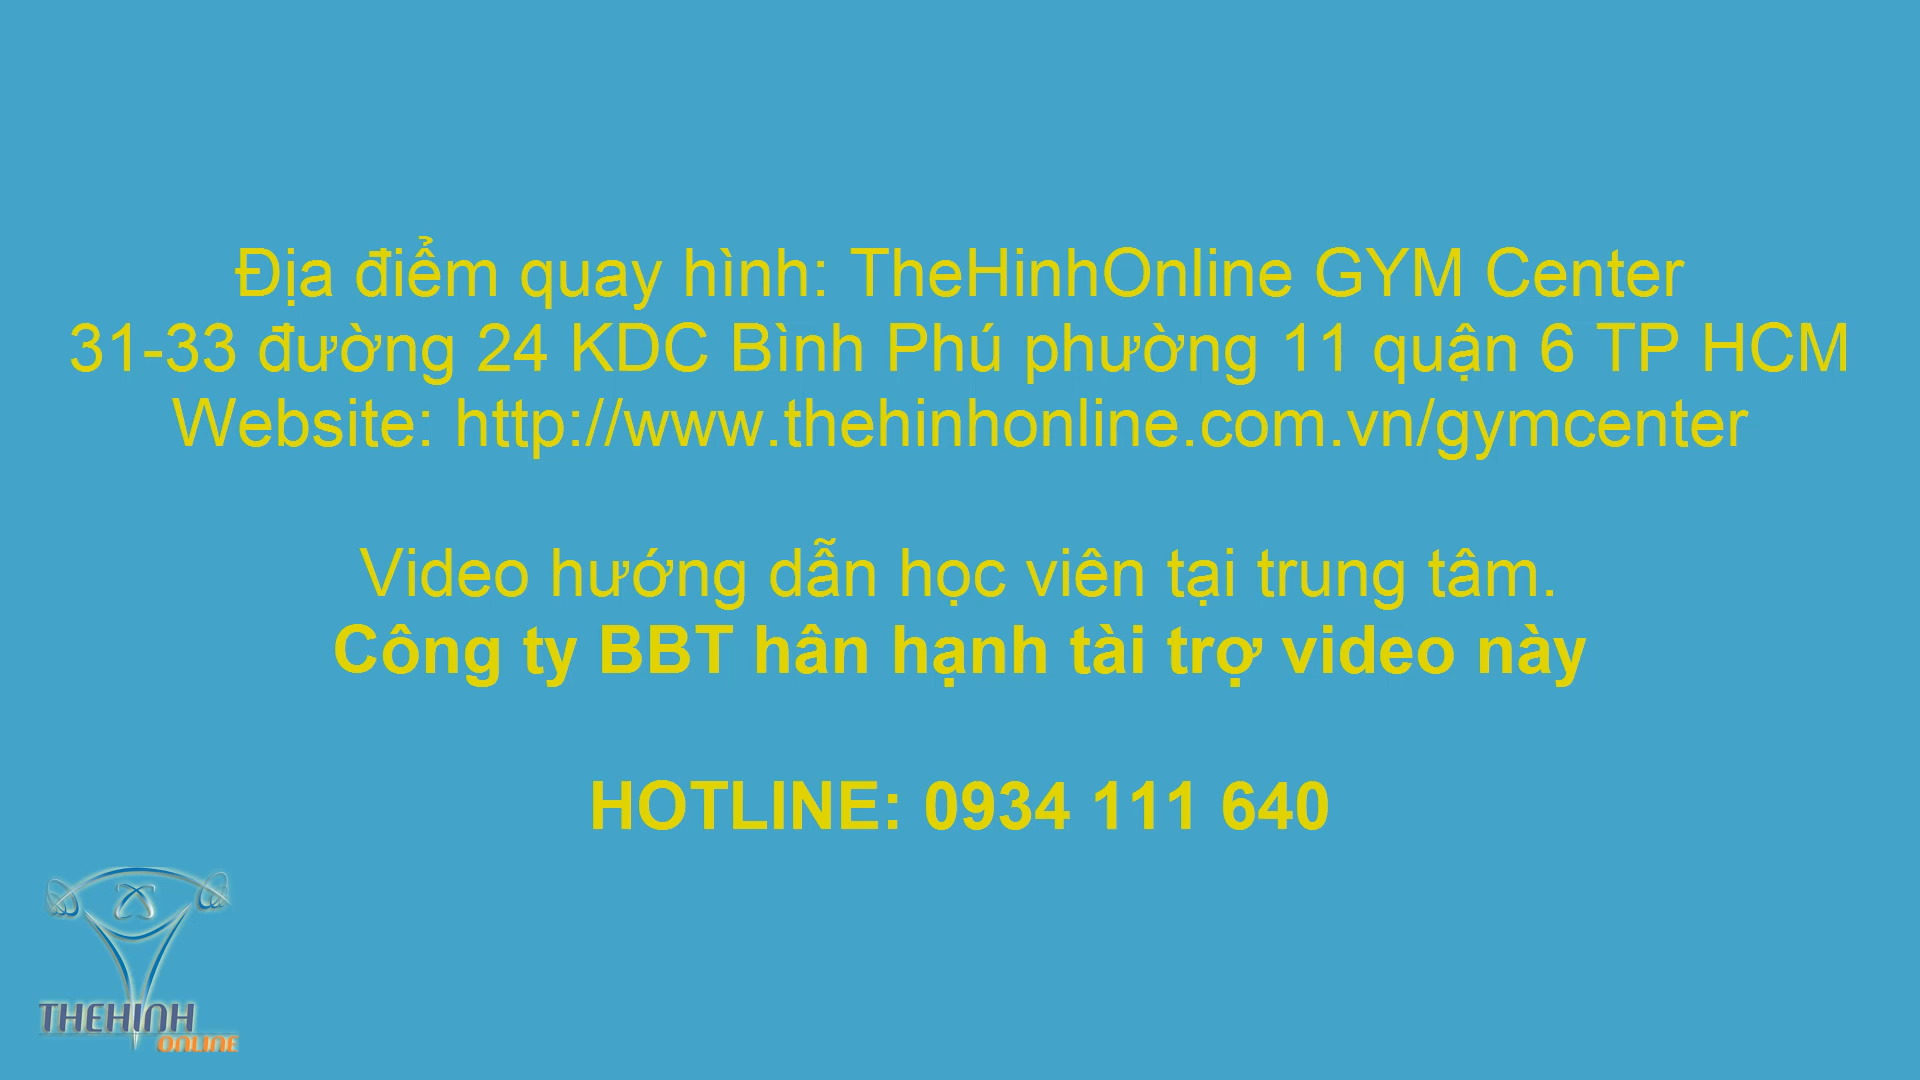 Địa điểm quay hình: TheHinhOnline GYM Center
31-33 đường 24 KDC Bình Phú phường 11 quận 6 TP HCM
Website: http://www.thehinhonline.com.vn/gymcenter
Video hướng dẫn học viên tại trung tâm.
Công ty BBT hân hạnh tài trợ video này
HOTLINE: 0934 111 640
THEHINH
ONLINE